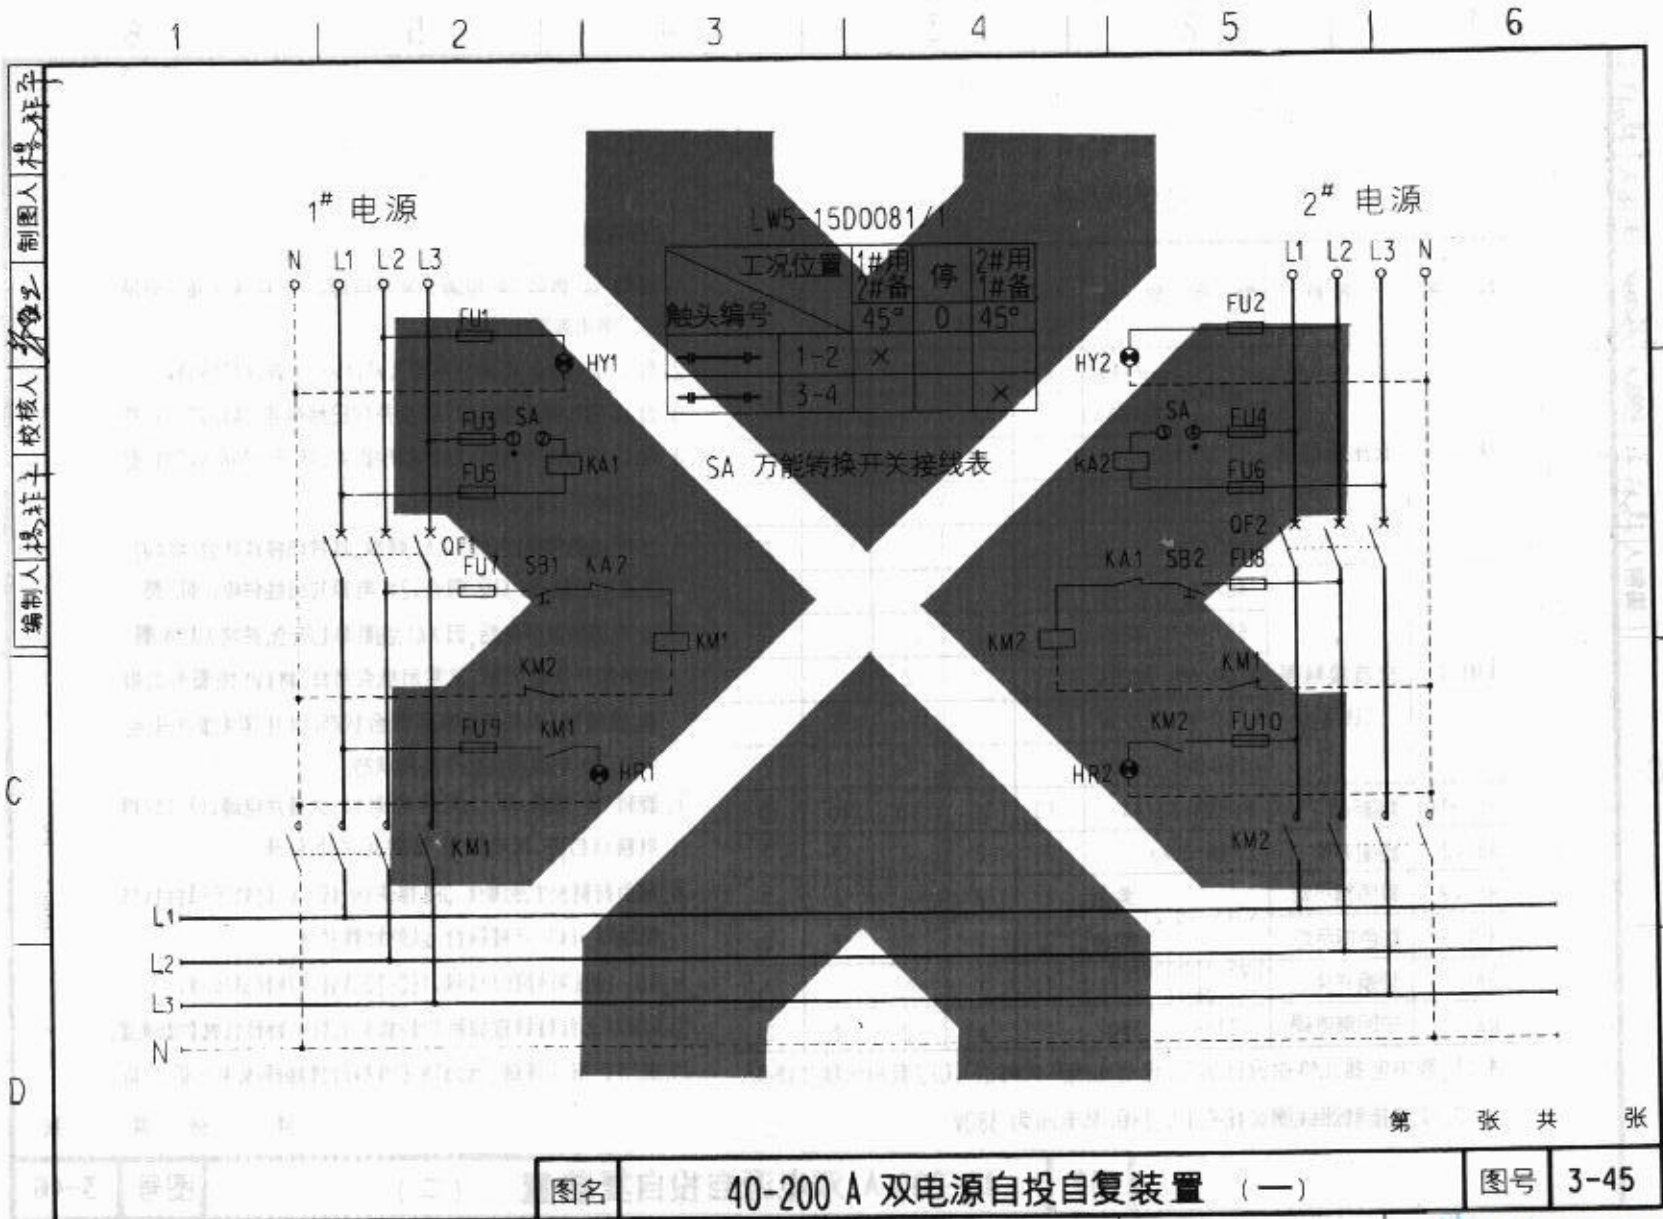 1 2 3 4 5 6
制图人
校核人
编制人
C
D
1# 电源
2# 电源
N L1 L2 L3
L1 L2 L3 N
LW5-15D0081/1
工况位置 1#用 2#备 停 2#用 1#备
触头编号 45° 0 45°
1-2 ×
3-4 ×
SA 万能转换开关接线表
FU1
HY1
FU3 SA
① ②
KA1
FU5
QF1
FU7 SB1 KA2
KM1
KM2
FU9 KM1
HR1
KM1
FU2
HY2
SA FU4
③ ④
KA2
FU6
QF2
KA1 SB2 FU8
KM2
KM1
KM2 FU10
HR2
KM2
L1
L2
L3
N
第 张 共 张
图名 40-200A 双电源自投自复装置 (一) 图号 3-45